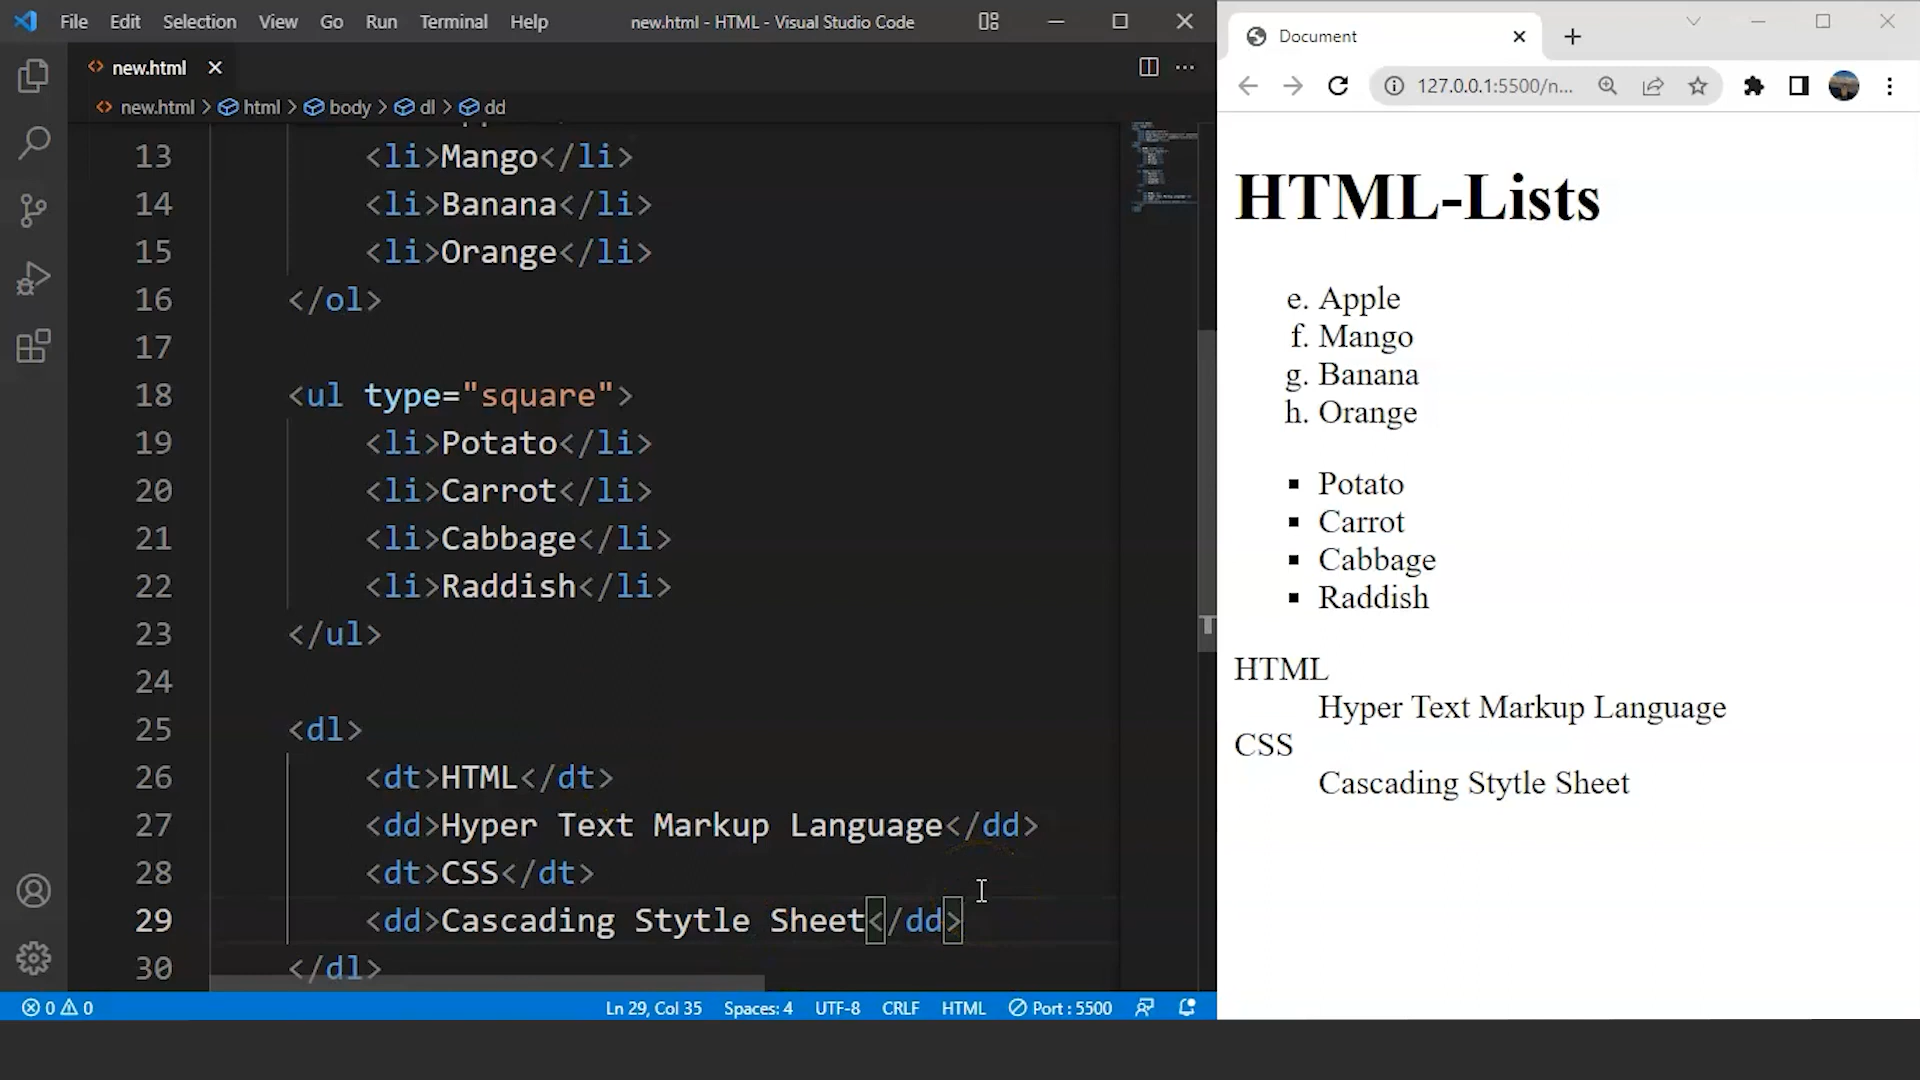 File Edit Selection View Go Run Terminal Help new.html - HTML - Visual Studio Code
new.html
new.html > html > body > dl > dd
13 <li>Mango</li>
14 <li>Banana</li>
15 <li>Orange</li>
16 </ol>
17
18 <ul type="square">
19 <li>Potato</li>
20 <li>Carrot</li>
21 <li>Cabbage</li>
22 <li>Raddish</li>
23 </ul>
24
25 <dl>
26 <dt>HTML</dt>
27 <dd>Hyper Text Markup Language</dd>
28 <dt>CSS</dt>
29 <dd>Cascading Stytle Sheet</dd>
30 </dl>
0 0 Ln 29, Col 35 Spaces: 4 UTF-8 CRLF HTML Port : 5500
Document
127.0.0.1:5500/n...
HTML-Lists
e. Apple
f. Mango
g. Banana
h. Orange
▪ Potato
▪ Carrot
▪ Cabbage
▪ Raddish
HTML
Hyper Text Markup Language
CSS
Cascading Stytle Sheet